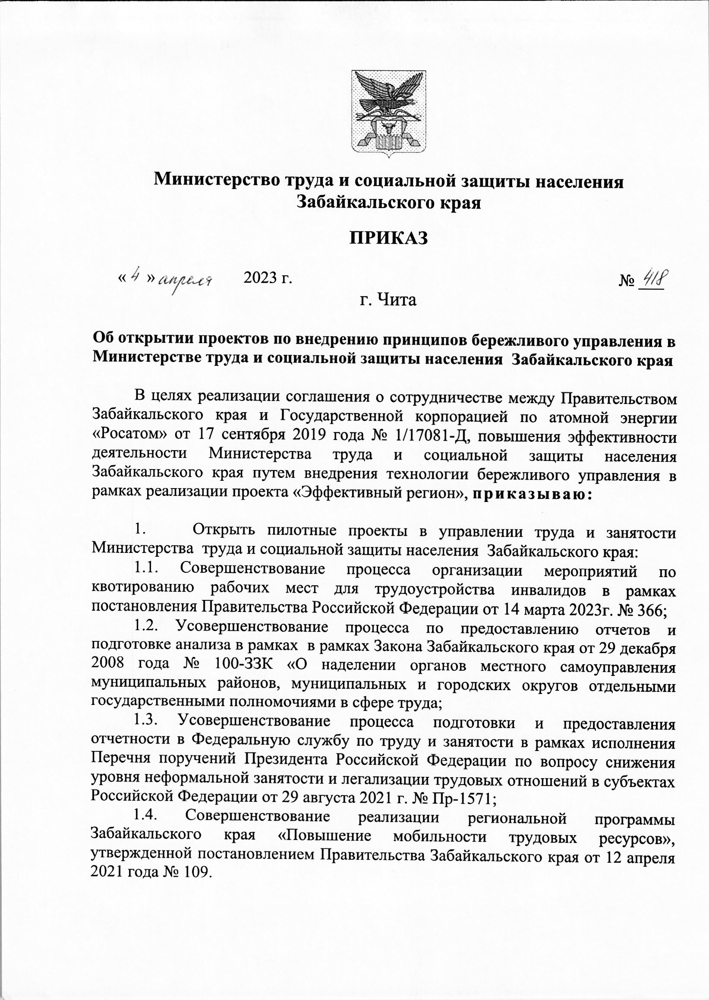 Министерство труда и социальной защиты населения
Забайкальского края
ПРИКАЗ
« 4 » апреля 2023 г. № 418
г. Чита
Об открытии проектов по внедрению принципов бережливого управления в
Министерстве труда и социальной защиты населения Забайкальского края
В целях реализации соглашения о сотрудничестве между Правительством
Забайкальского края и Государственной корпорацией по атомной энергии
«Росатом» от 17 сентября 2019 года № 1/17081-Д, повышения эффективности
деятельности Министерства труда и социальной защиты населения
Забайкальского края путем внедрения технологии бережливого управления в
рамках реализации проекта «Эффективный регион», приказываю:
1. Открыть пилотные проекты в управлении труда и занятости
Министерства труда и социальной защиты населения Забайкальского края:
1.1. Совершенствование процесса организации мероприятий по
квотированию рабочих мест для трудоустройства инвалидов в рамках
постановления Правительства Российской Федерации от 14 марта 2023г. № 366;
1.2. Усовершенствование процесса по предоставлению отчетов и
подготовке анализа в рамках в рамках Закона Забайкальского края от 29 декабря
2008 года № 100-ЗЗК «О наделении органов местного самоуправления
муниципальных районов, муниципальных и городских округов отдельными
государственными полномочиями в сфере труда;
1.3. Усовершенствование процесса подготовки и предоставления
отчетности в Федеральную службу по труду и занятости в рамках исполнения
Перечня поручений Президента Российской Федерации по вопросу снижения
уровня неформальной занятости и легализации трудовых отношений в субъектах
Российской Федерации от 29 августа 2021 г. № Пр-1571;
1.4. Совершенствование реализации региональной программы
Забайкальского края «Повышение мобильности трудовых ресурсов»,
утвержденной постановлением Правительства Забайкальского края от 12 апреля
2021 года № 109.